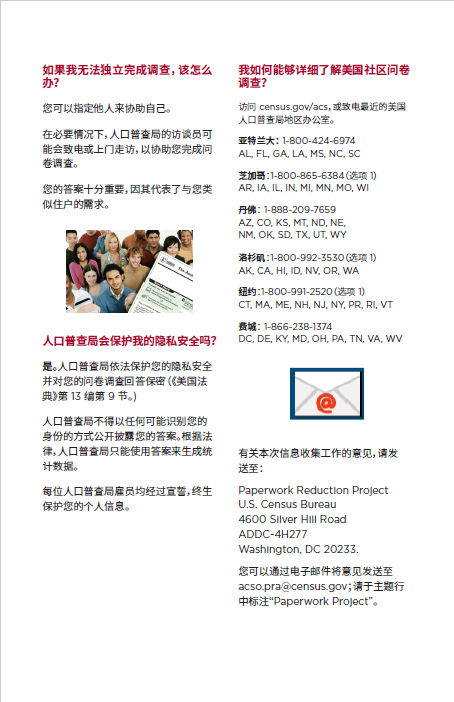 如果我无法独立完成调查，该怎么
办？
您可以指定他人来协助自己。
在必要情况下，人口普查局的访谈员可
能会致电或上门走访，以协助您完成问
卷调查。
您的答案十分重要，因其代表了与您类
似住户的需求。
人口普查局会保护我的隐私安全吗？
是。人口普查局依法保护您的隐私安全
并对您的问卷调查回答保密（《美国法
典》第 13 编第 9 节。)
人口普查局不得以任何可能识别您的
身份的方式公开披露您的答案。根据法
律，人口普查局只能使用答案来生成统
计数据。
每位人口普查局雇员均经过宣誓，终生
保护您的个人信息。
我如何能够详细了解美国社区问卷
调查？
访问 census.gov/acs，或致电最近的美国
人口普查局地区办公室。
亚特兰大： 1-800-424-6974
AL, FL, GA, LA, MS, NC, SC
芝加哥：1-800-865-6384（选项 1）
AR, IA, IL, IN, MI, MN, MO, WI
丹佛： 1-888-209-7659
AZ, CO, KS, MT, ND, NE,
NM, OK, SD, TX, UT, WY
洛杉矶：1-800-992-3530（选项 1）
AK, CA, HI, ID, NV, OR, WA
纽约：1-800-991-2520（选项 1）
CT, MA, ME, NH, NJ, NY, PR, RI, VT
费城： 1-866-238-1374
DC, DE, KY, MD, OH, PA, TN, VA, WV
@
有关本次信息收集工作的意见，请发
送至：
Paperwork Reduction Project
U.S. Census Bureau
4600 Silver Hill Road
ADDC-4H277
Washington, DC 20233.
您可以通过电子邮件将意见发送至
acso.pra@census.gov；请于主题行
中标注“Paperwork Project”。